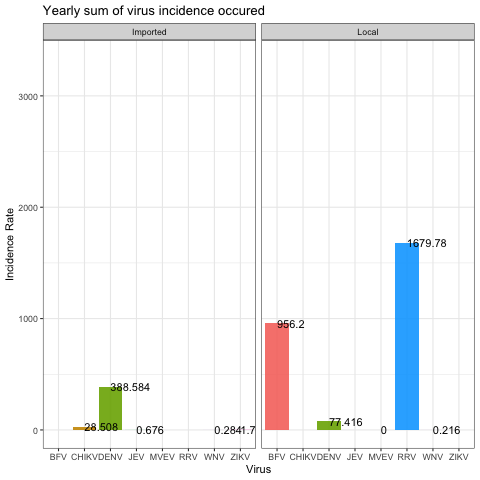 Yearly sum of virus incidence occured
Imported
Local
Incidence Rate
3000
2000
1000
0
28.508
388.584
0.676
0.284
1.7
956.2
77.416
0
1679.78
0.216
BFV CHIKV DENV JEV MVEV RRV WNV ZIKV
BFV CHIKV DENV JEV MVEV RRV WNV ZIKV
Virus